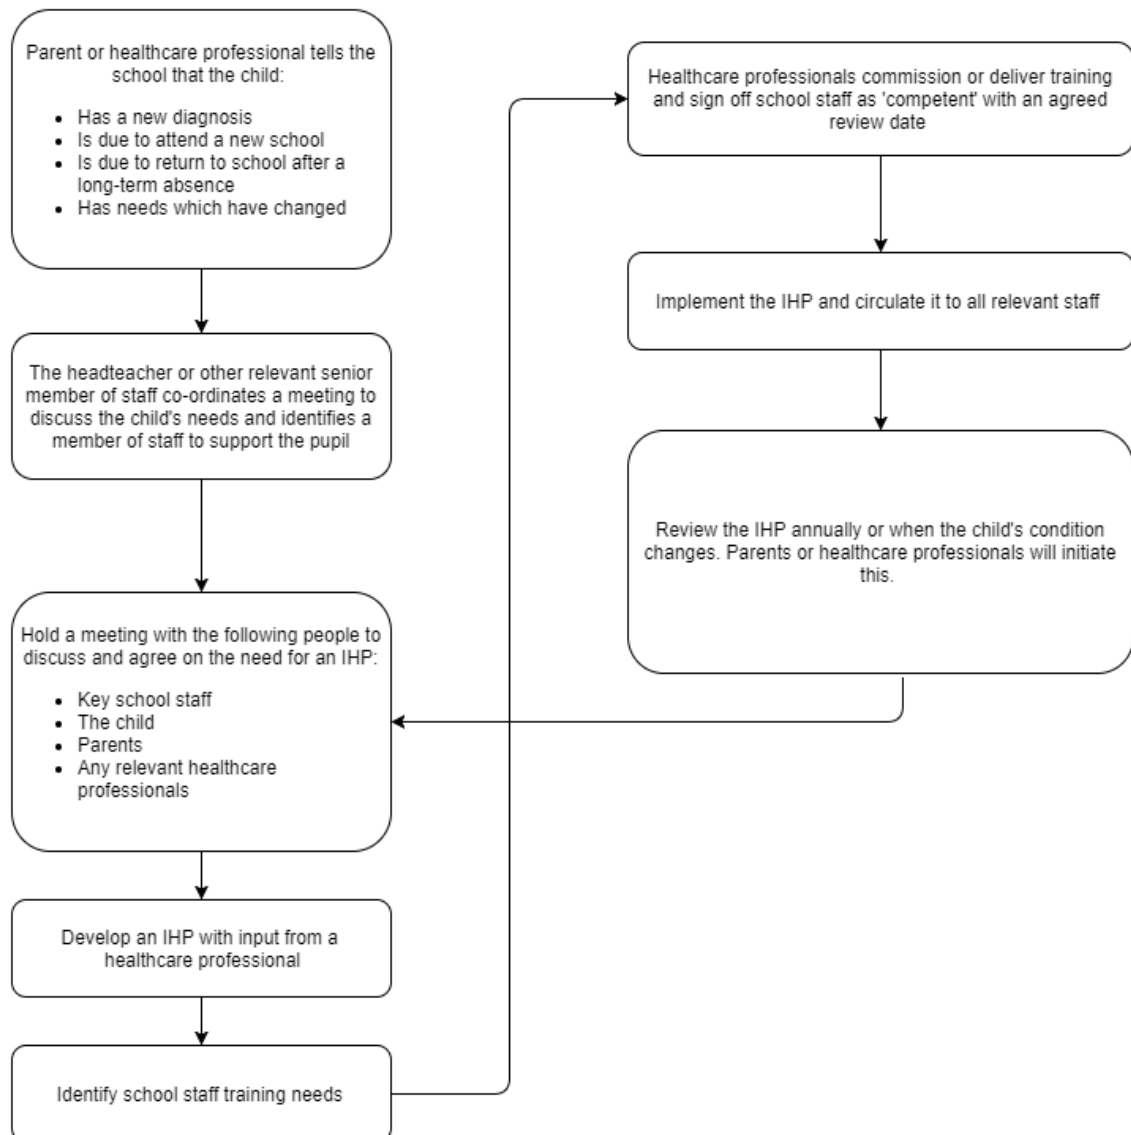 Parent or healthcare professional tells the
school that the child:
• Has a new diagnosis
• Is due to attend a new school
• Is due to return to school after a
long-term absence
• Has needs which have changed
The headteacher or other relevant senior
member of staff co-ordinates a meeting to
discuss the child's needs and identifies a
member of staff to support the pupil
Hold a meeting with the following people to
discuss and agree on the need for an IHP:
• Key school staff
• The child
• Parents
• Any relevant healthcare
professionals
Develop an IHP with input from a
healthcare professional
Identify school staff training needs
Healthcare professionals commission or deliver training
and sign off school staff as 'competent' with an agreed
review date
Implement the IHP and circulate it to all relevant staff
Review the IHP annually or when the child's condition
changes. Parents or healthcare professionals will initiate
this.